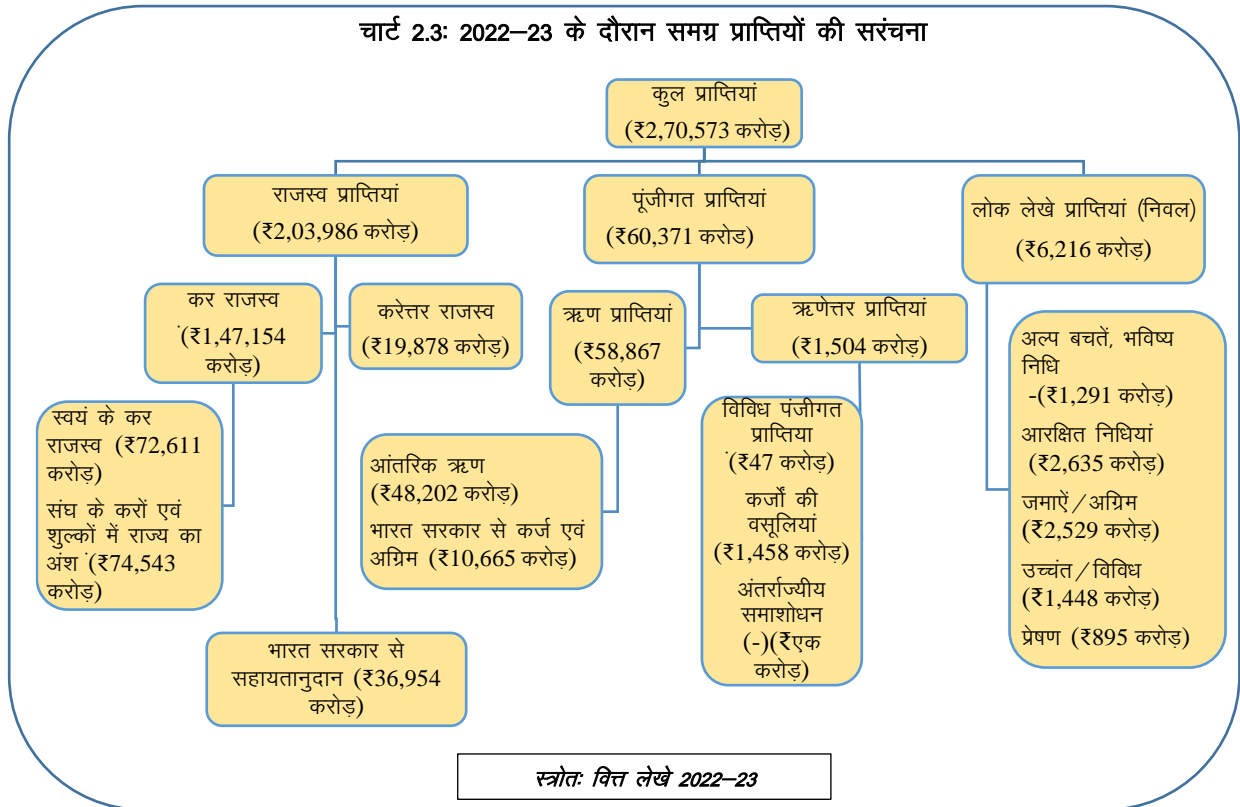 चार्ट 2.3: 2022–23 के दौरान समग्र प्राप्तियों की सरंचना
कुल प्राप्तियां
(₹2,70,573 करोड़)
राजस्व प्राप्तियां
(₹2,03,986 करोड़)
पूंजीगत प्राप्तियां
(₹60,371 करोड)
लोक लेखे प्राप्तियां (निवल)
(₹6,216 करोड़)
कर राजस्व
(₹1,47,154
करोड़)
करेत्तर राजस्व
(₹19,878 करोड़)
ऋण प्राप्तियां
(₹58,867
करोड़)
ऋणेत्तर प्राप्तियां
(₹1,504 करोड़)
स्वयं के कर
राजस्व (₹72,611
करोड़)
संघ के करों एवं
शुल्कों में राज्य का
अंश (₹74,543
करोड़)
भारत सरकार से
सहायतानुदान (₹36,954
करोड़)
आंतरिक ऋण
(₹48,202 करोड़)
भारत सरकार से कर्ज एवं
अग्रिम (₹10,665 करोड़)
विविध पंजीगत
प्राप्तिया
(₹47 करोड़)
कर्जों की
वसूलियां
(₹1,458 करोड़)
अंतर्राज्यीय
समाशोधन
(-)(₹एक
करोड़)
अल्प बचतें, भविष्य
निधि
-(₹1,291 करोड़)
आरक्षित निधियां
(₹2,635 करोड़)
जमाऐं/अग्रिम
(₹2,529 करोड़)
उच्चंत/विविध
(₹1,448 करोड़)
प्रेषण (₹895 करोड़)
स्त्रोतः वित्त लेखे 2022–23